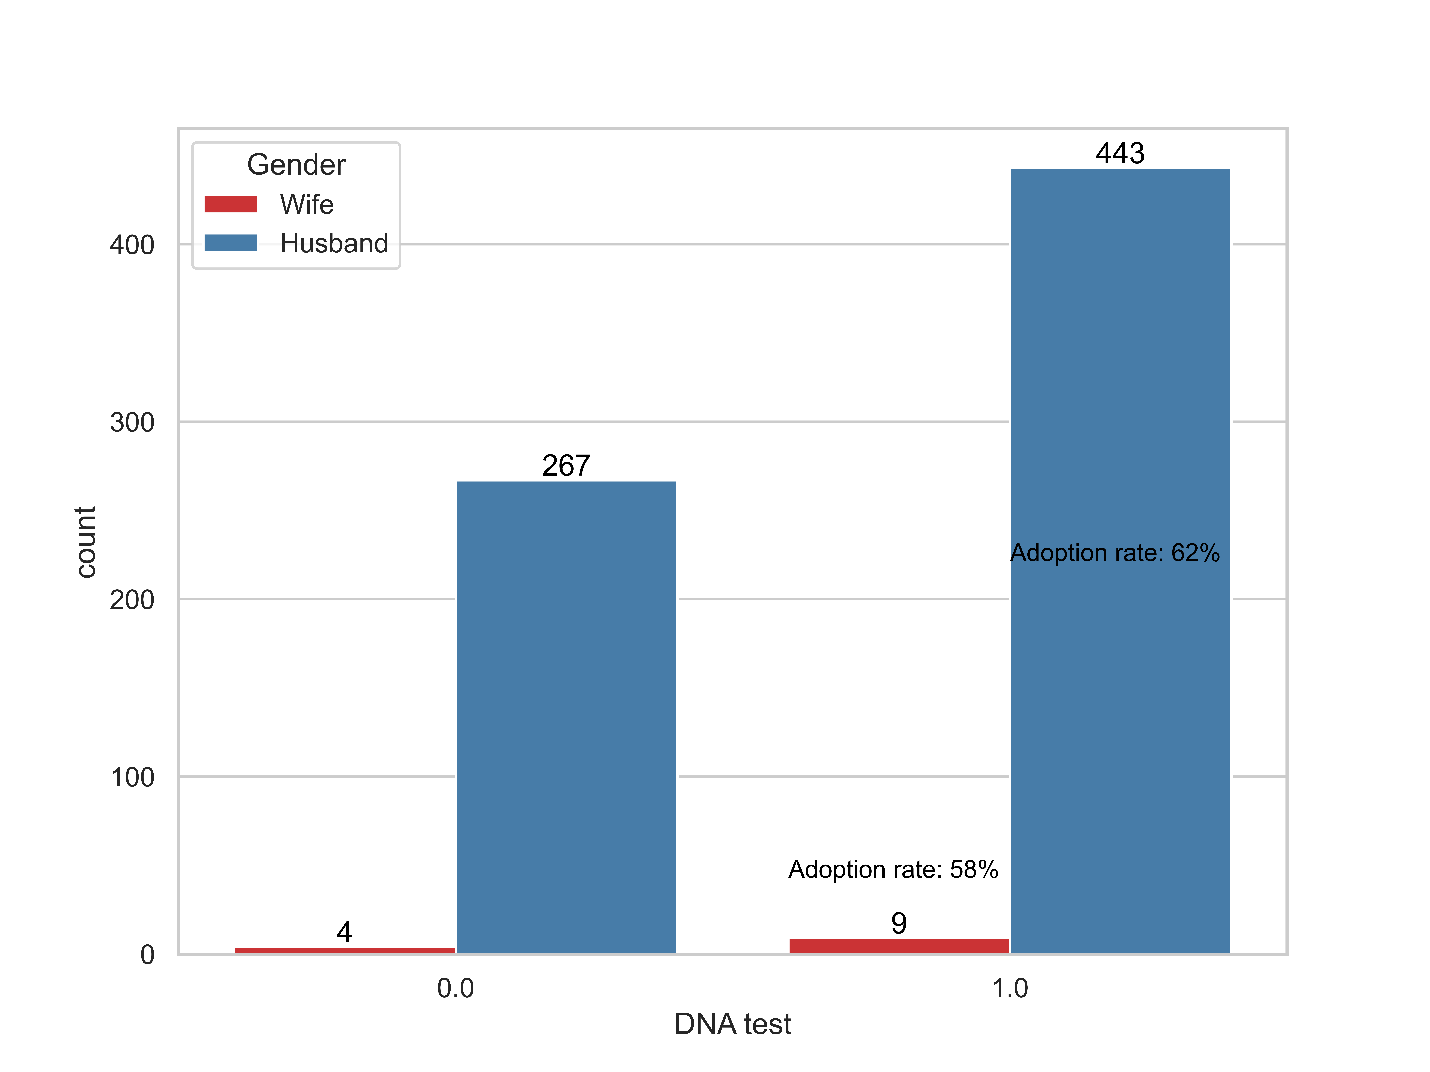 Gender
Wife
Husband
443
400
300
267
count
Adoption rate: 62%
200
100
Adoption rate: 58%
4
9
0
0.0
1.0
DNA test